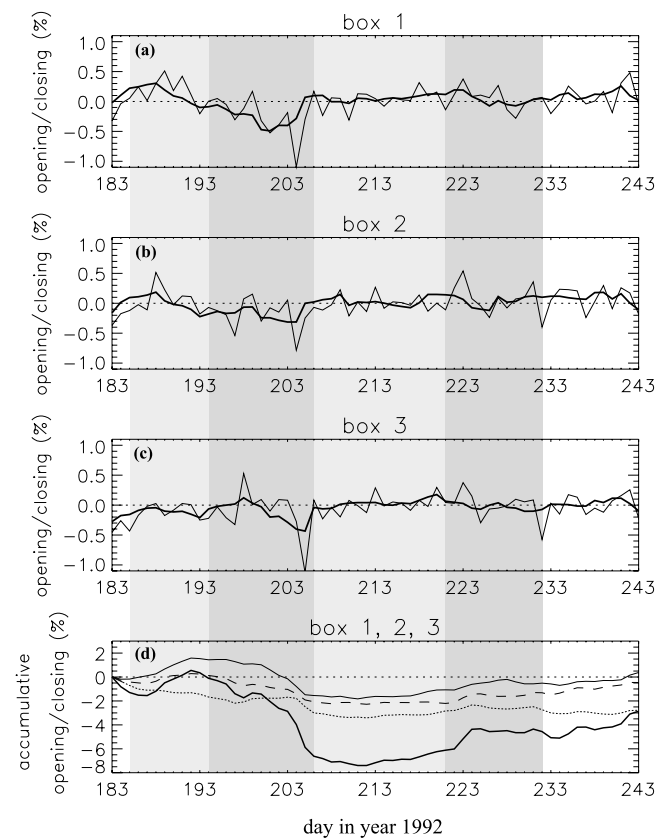 box 1
(a)
opening/closing (%)
1.0
0.5
0.0
−0.5
−1.0
183 193 203 213 223 233 243
box 2
(b)
opening/closing (%)
1.0
0.5
0.0
−0.5
−1.0
183 193 203 213 223 233 243
box 3
(c)
opening/closing (%)
1.0
0.5
0.0
−0.5
−1.0
183 193 203 213 223 233 243
box 1, 2, 3
(d)
accumulative
opening/closing (%)
2
0
−2
−4
−6
−8
183 193 203 213 223 233 243
day in year 1992